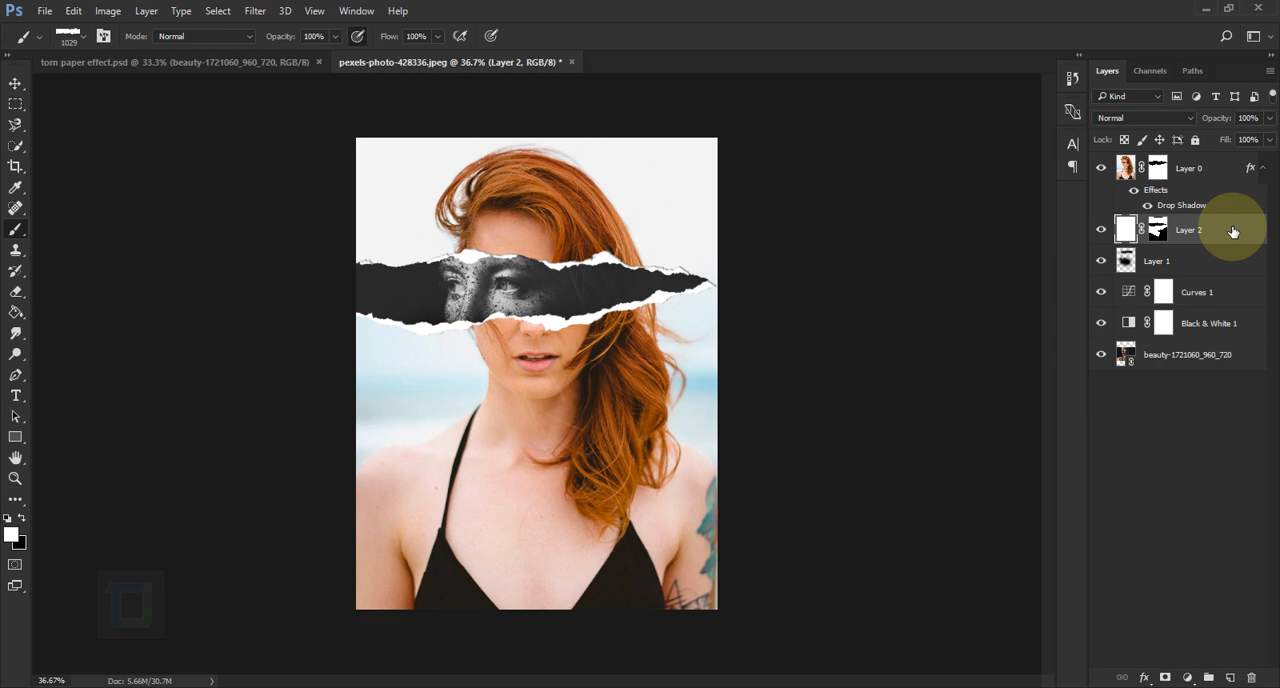 Ps File Edit Image Layer Type Select Filter 3D View Window Help
1029 Mode: Normal Opacity: 100% Flow: 100%
torn paper effect.psd @ 33.3% (beauty-1721060_960_720, RGB/8) × pexels-photo-428336.jpeg @ 36.7% (Layer 2, RGB/8) * ×
Layers Channels Paths
Kind
Normal Opacity: 100%
Lock: Fill: 100%
Layer 0 fx
Effects
Drop Shadow
Layer 2
Layer 1
Curves 1
Black & White 1
beauty-1721060_960_720
36.67% Doc: 5.66M/30.7M
fx